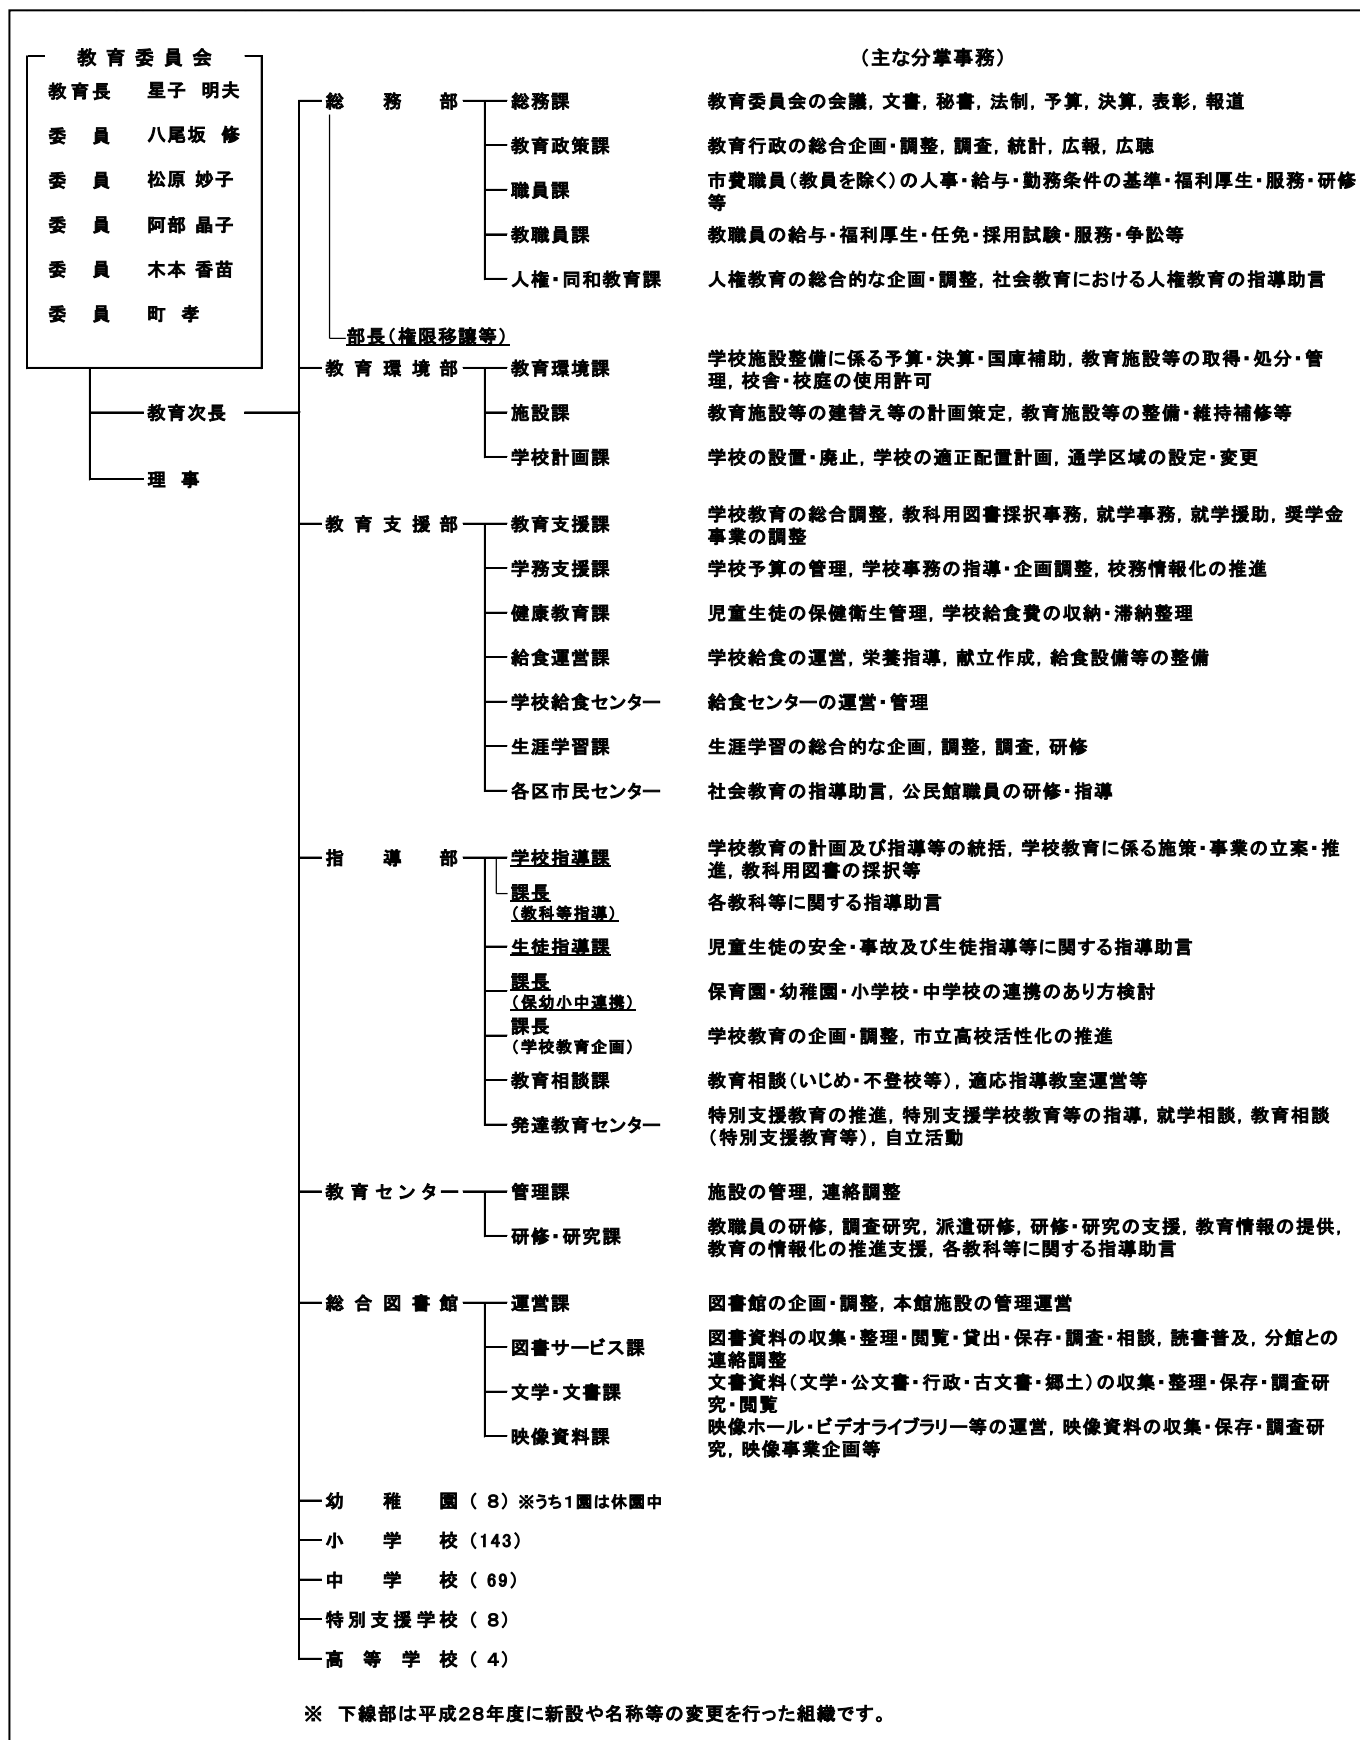 教育委員会
教育長 星子 明夫
委員 八尾坂 修
委員 松原 妙子
委員 阿部 晶子
委員 木本 香苗
委員 町 孝
教育次長
理事
（主な分掌事務）
総務部 総務課 教育委員会の会議, 文書, 秘書, 法制, 予算, 決算, 表彰, 報道
教育政策課 教育行政の総合企画・調整, 調査, 統計, 広報, 広聴
職員課 市費職員（教員を除く）の人事・給与・勤務条件の基準・福利厚生・服務・研修
等
教職員課 教職員の給与・福利厚生・任免・採用試験・服務・争訟等
人権・同和教育課 人権教育の総合的な企画・調整, 社会教育における人権教育の指導助言
部長（権限移譲等）
教育環境部 教育環境課 学校施設整備に係る予算・決算・国庫補助, 教育施設等の取得・処分・管
理, 校舎・校庭の使用許可
施設課 教育施設等の建替え等の計画策定, 教育施設等の整備・維持補修等
学校計画課 学校の設置・廃止, 学校の適正配置計画, 通学区域の設定・変更
教育支援部 教育支援課 学校教育の総合調整, 教科用図書採択事務, 就学事務, 就学援助, 奨学金
事業の調整
学務支援課 学校予算の管理, 学校事務の指導・企画調整, 校務情報化の推進
健康教育課 児童生徒の保健衛生管理, 学校給食費の収納・滞納整理
給食運営課 学校給食の運営, 栄養指導, 献立作成, 給食設備等の整備
学校給食センター 給食センターの運営・管理
生涯学習課 生涯学習の総合的な企画, 調整, 調査, 研修
各区市民センター 社会教育の指導助言, 公民館職員の研修・指導
指導部 学校指導課 学校教育の計画及び指導等の統括, 学校教育に係る施策・事業の立案・推
進, 教科用図書の採択等
課長
（教科等指導） 各教科等に関する指導助言
生徒指導課 児童生徒の安全・事故及び生徒指導等に関する指導助言
課長
（保幼小中連携） 保育園・幼稚園・小学校・中学校の連携のあり方検討
課長
（学校教育企画） 学校教育の企画・調整, 市立高校活性化の推進
教育相談課 教育相談（いじめ・不登校等）, 適応指導教室運営等
発達教育センター 特別支援教育の推進, 特別支援学校教育等の指導, 就学相談, 教育相談
（特別支援教育等）, 自立活動
教育センター 管理課 施設の管理, 連絡調整
研修・研究課 教職員の研修, 調査研究, 派遣研修, 研修・研究の支援, 教育情報の提供,
教育の情報化の推進支援, 各教科等に関する指導助言
総合図書館 運営課 図書館の企画・調整, 本館施設の管理運営
図書サービス課 図書資料の収集・整理・閲覧・貸出・保存・調査・相談, 読書普及, 分館との
連絡調整
文学・文書課 文書資料（文学・公文書・行政・古文書・郷土）の収集・整理・保存・調査研
究・閲覧
映像資料課 映像ホール・ビデオライブラリー等の運営, 映像資料の収集・保存・調査研
究, 映像事業企画等
幼稚園（ 8）※うち1園は休園中
小学校（143）
中学校（ 69）
特別支援学校（ 8）
高等学校（ 4）
※ 下線部は平成28年度に新設や名称等の変更を行った組織です。